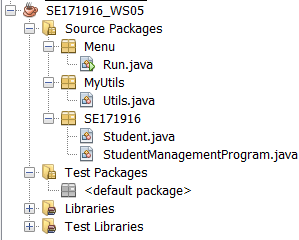 SE171916_WS05
Source Packages
Menu
Run.java
MyUtils
Utils.java
SE171916
Student.java
StudentManagementProgram.java
Test Packages
<default package>
Libraries
Test Libraries